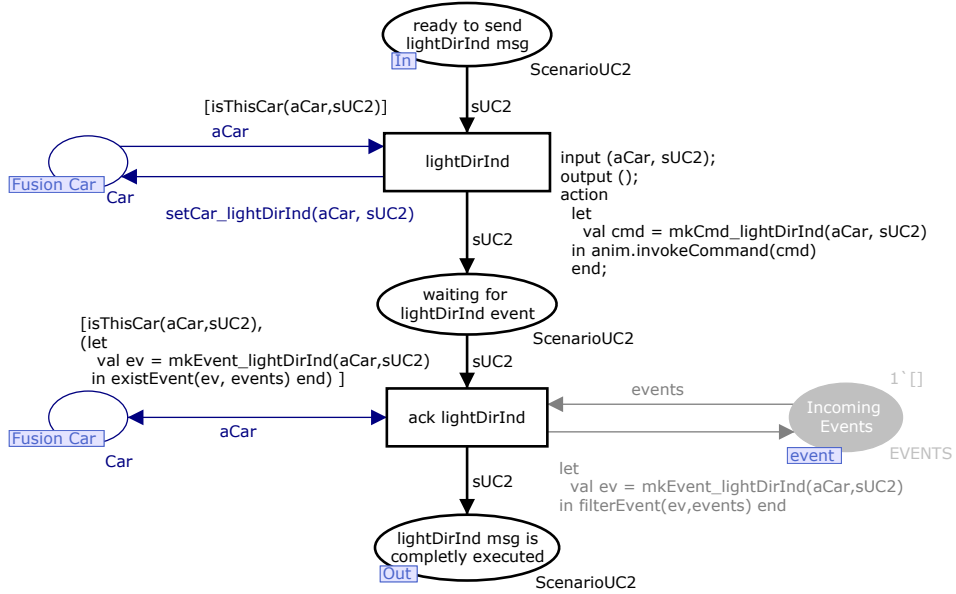 ready to send
lightDirInd msg
In
ScenarioUC2
sUC2
[isThisCar(aCar,sUC2)]
aCar
lightDirInd
Fusion Car
Car
setCar_lightDirInd(aCar, sUC2)
input (aCar, sUC2);
output ();
action
let
val cmd = mkCmd_lightDirInd(aCar, sUC2)
in anim.invokeCommand(cmd)
end;
sUC2
waiting for
lightDirInd event
ScenarioUC2
[isThisCar(aCar,sUC2),
(let
val ev = mkEvent_lightDirInd(aCar,sUC2)
in existEvent(ev, events) end) ]
sUC2
aCar
Fusion Car
Car
ack lightDirInd
events
1`[]
Incoming
Events
event
EVENTS
let
val ev = mkEvent_lightDirInd(aCar,sUC2)
in filterEvent(ev,events) end
sUC2
lightDirInd msg is
completly executed
Out
ScenarioUC2